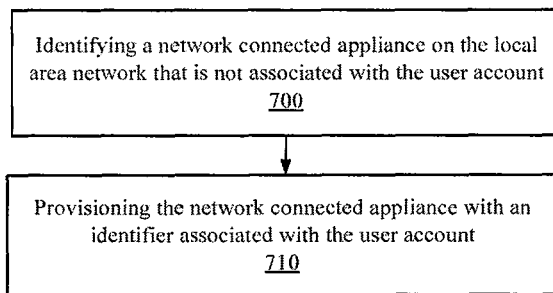 Identifying a network connected appliance on the local
area network that is not associated with the user account
700
Provisioning the network connected appliance with an
identifier associated with the user account
710